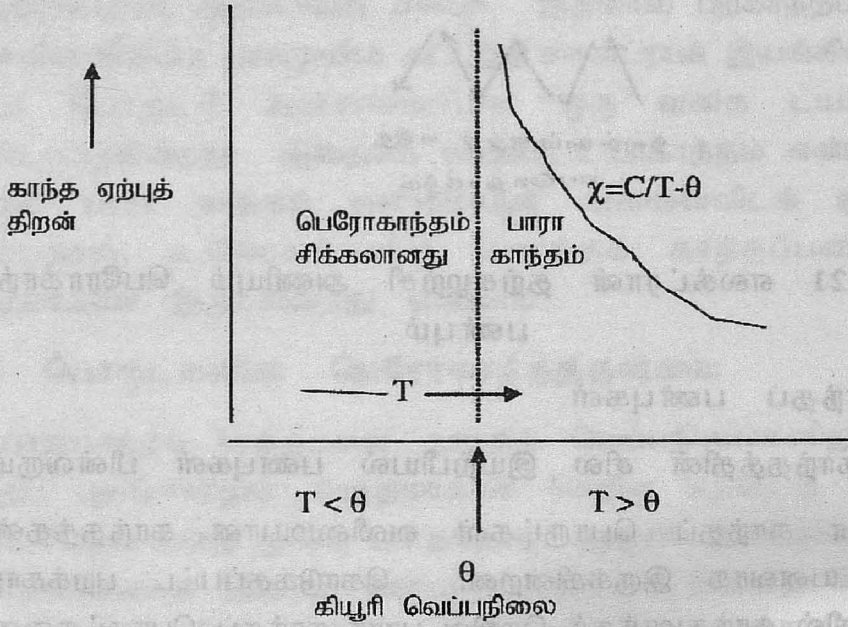 காந்த ஏற்புத்
திறன்
பெரோகாந்தம்
சிக்கலானது
பாரா
காந்தம்
χ=C/T-θ
T
T < θ
T > θ
θ
கியூரி வெப்பநிலை